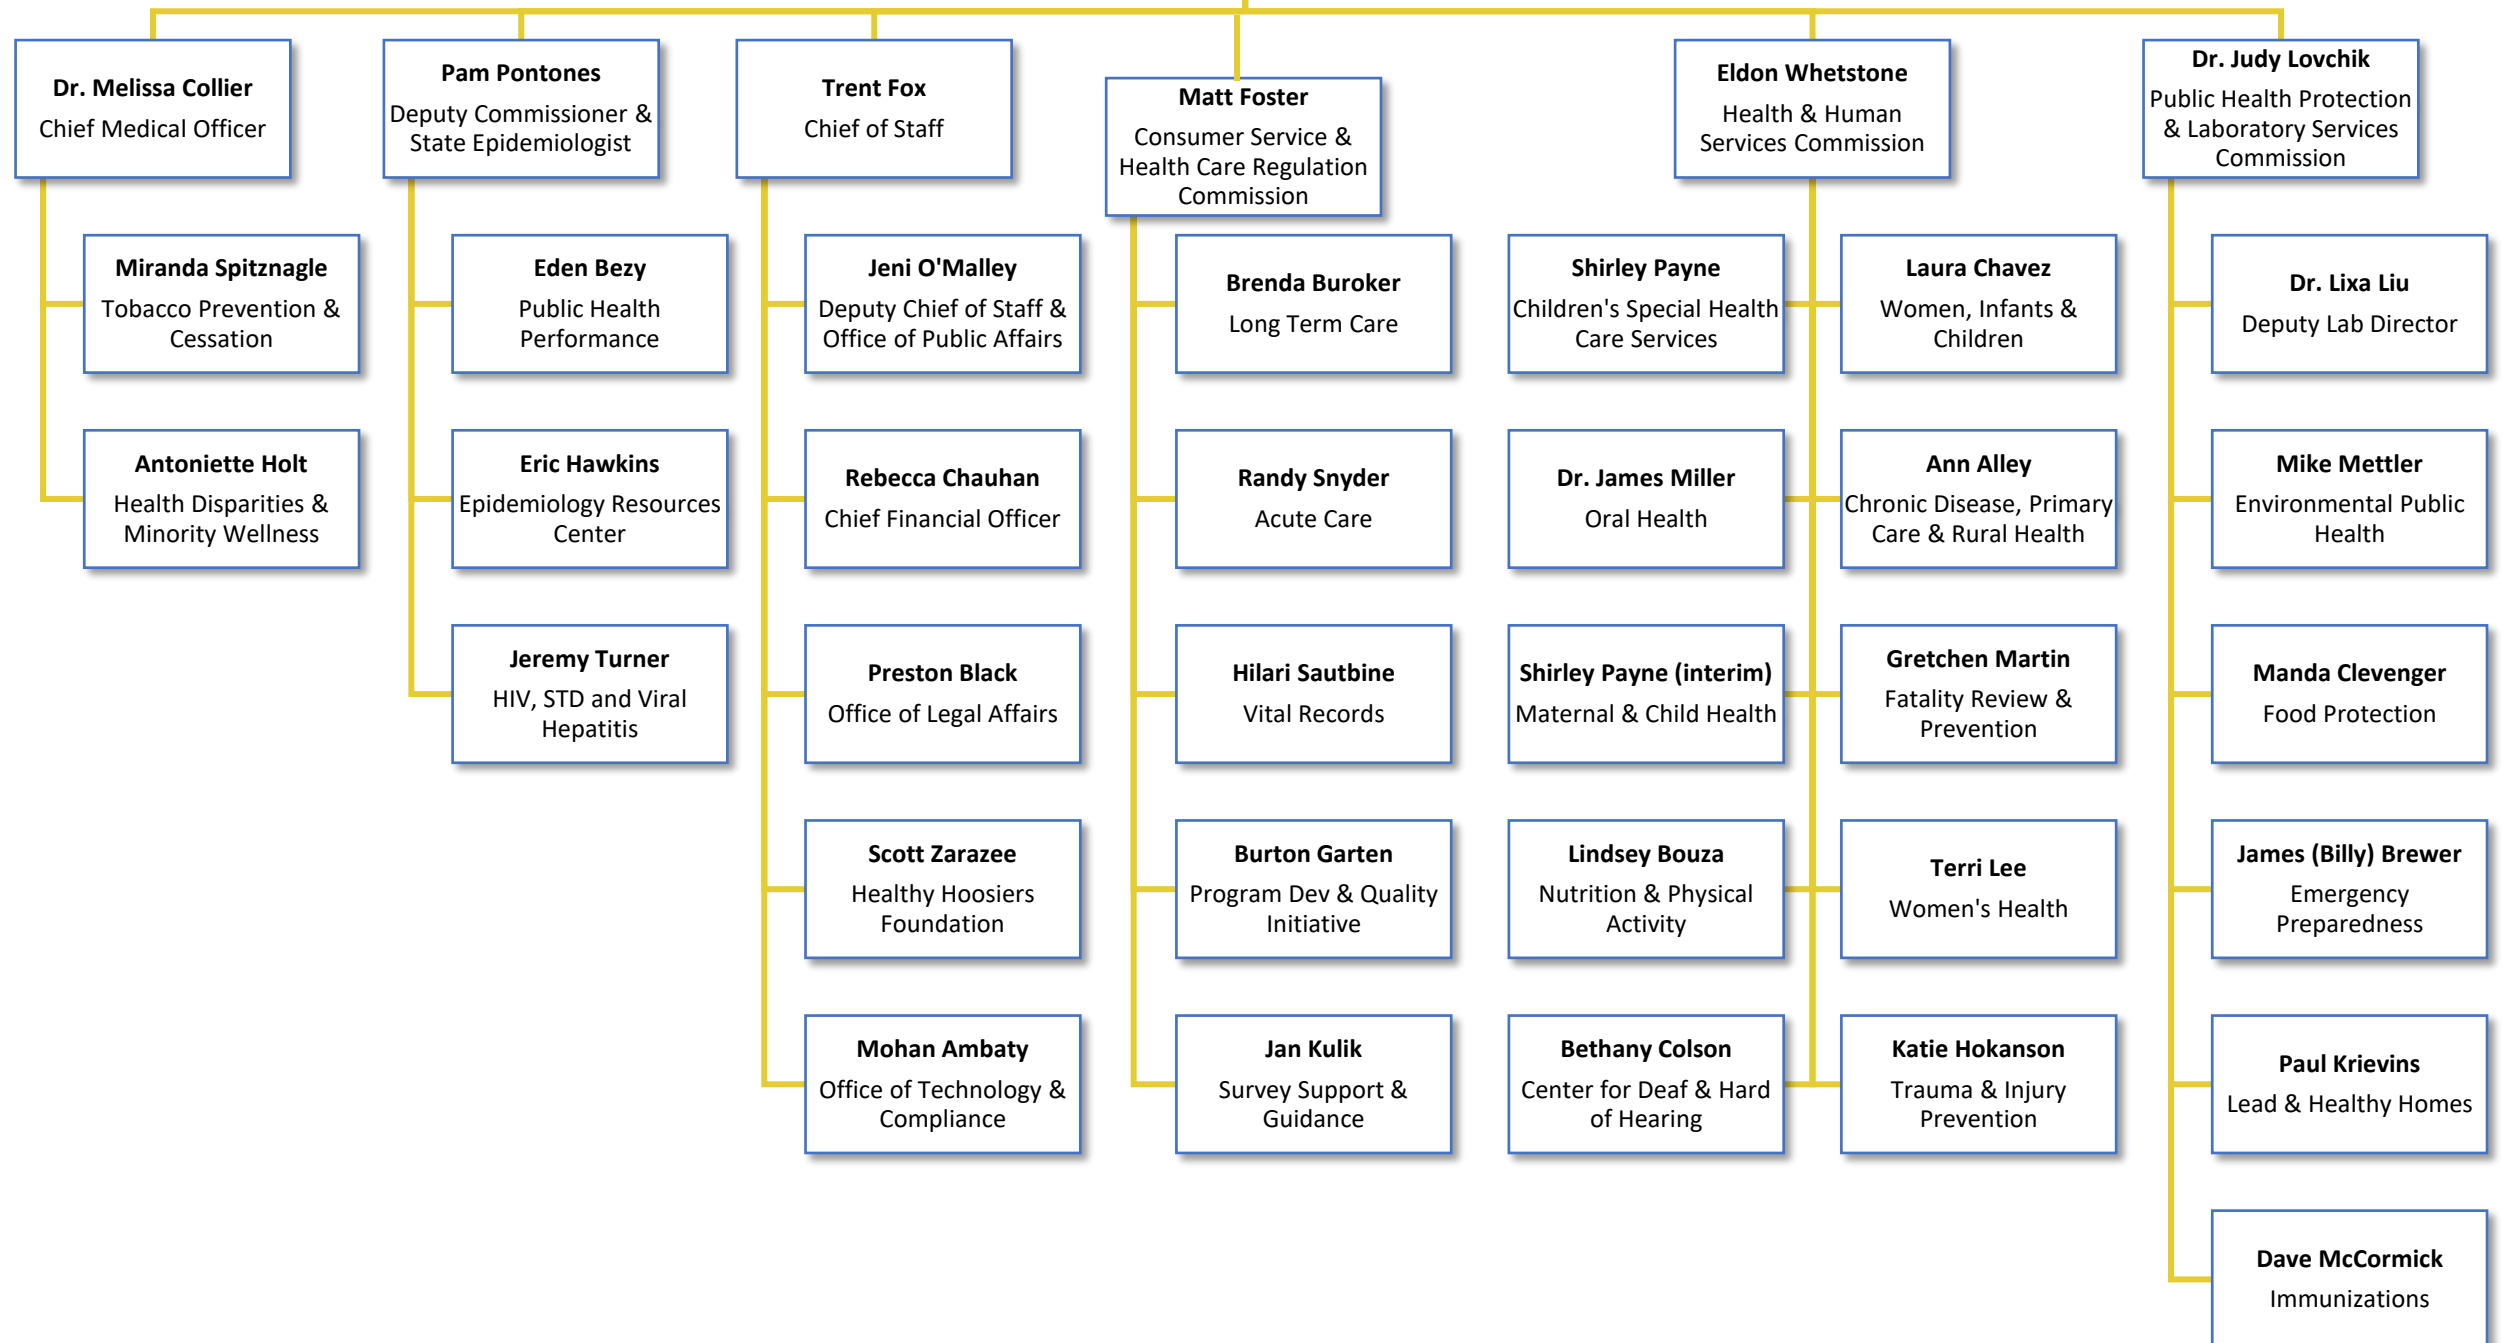 Dr. Melissa Collier
Chief Medical Officer
Miranda Spitznagle
Tobacco Prevention &
Cessation
Antoniette Holt
Health Disparities &
Minority Wellness
Pam Pontones
Deputy Commissioner &
State Epidemiologist
Eden Bezy
Public Health
Performance
Eric Hawkins
Epidemiology Resources
Center
Jeremy Turner
HIV, STD and Viral
Hepatitis
Trent Fox
Chief of Staff
Jeni O'Malley
Deputy Chief of Staff &
Office of Public Affairs
Rebecca Chauhan
Chief Financial Officer
Preston Black
Office of Legal Affairs
Scott Zarazee
Healthy Hoosiers
Foundation
Mohan Ambaty
Office of Technology &
Compliance
Matt Foster
Consumer Service &
Health Care Regulation
Commission
Brenda Buroker
Long Term Care
Randy Snyder
Acute Care
Hilari Sautbine
Vital Records
Burton Garten
Program Dev & Quality
Initiative
Jan Kulik
Survey Support &
Guidance
Eldon Whetstone
Health & Human
Services Commission
Shirley Payne
Children's Special Health
Care Services
Laura Chavez
Women, Infants &
Children
Dr. James Miller
Oral Health
Ann Alley
Chronic Disease, Primary
Care & Rural Health
Shirley Payne (interim)
Maternal & Child Health
Gretchen Martin
Fatality Review &
Prevention
Lindsey Bouza
Nutrition & Physical
Activity
Terri Lee
Women's Health
Bethany Colson
Center for Deaf & Hard
of Hearing
Katie Hokanson
Trauma & Injury
Prevention
Dr. Judy Lovchik
Public Health Protection
& Laboratory Services
Commission
Dr. Lixa Liu
Deputy Lab Director
Mike Mettler
Environmental Public
Health
Manda Clevenger
Food Protection
James (Billy) Brewer
Emergency
Preparedness
Paul Krievins
Lead & Healthy Homes
Dave McCormick
Immunizations